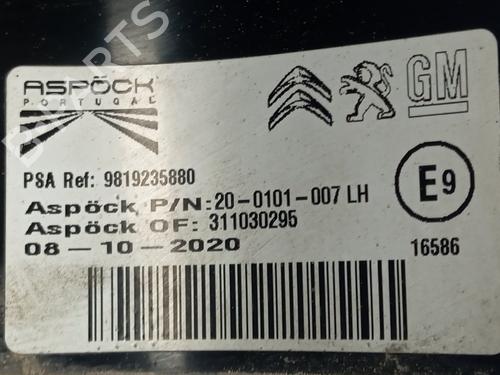 ASPÖCK
PORTUGAL
GM
PSA Ref: 9819235880
Aspöck P/N: 20-0101-007 LH
Aspöck OF: 311030295
08-10-2020
E9
16586